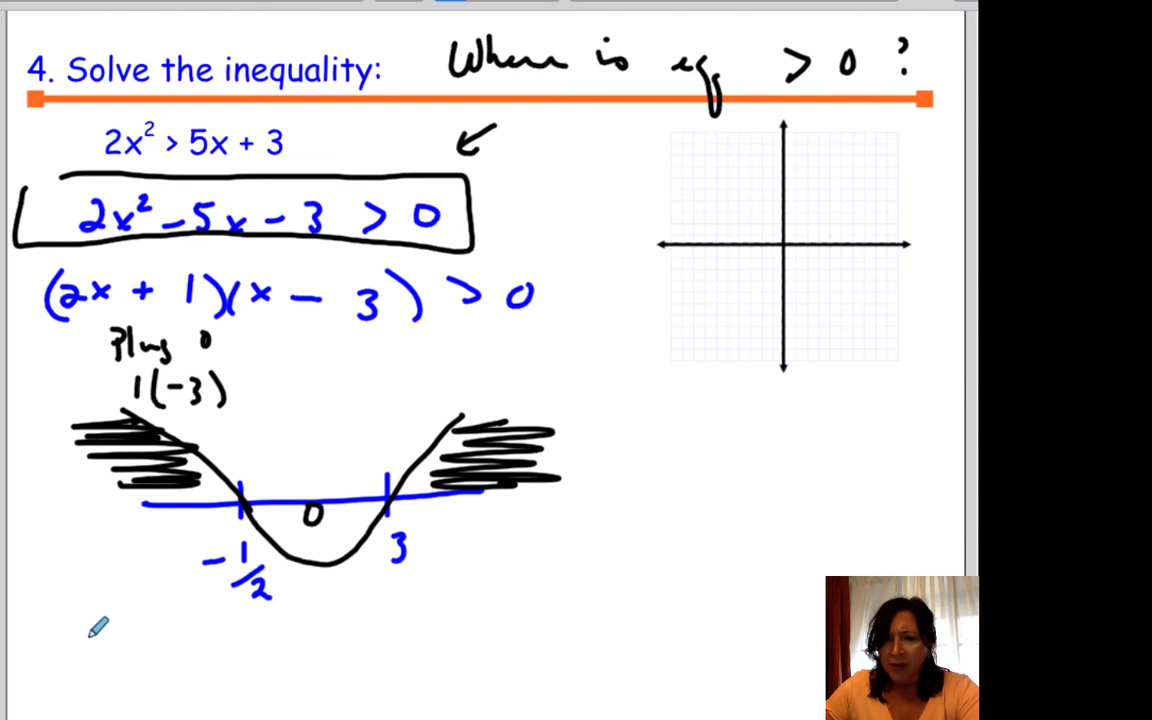 4. Solve the inequality: Where is eq > 0 ?
2x² > 5x + 3
2x² - 5x - 3 > 0
(2x + 1)(x - 3) > 0
Plug 0
1(-3)
0
-1/2 3